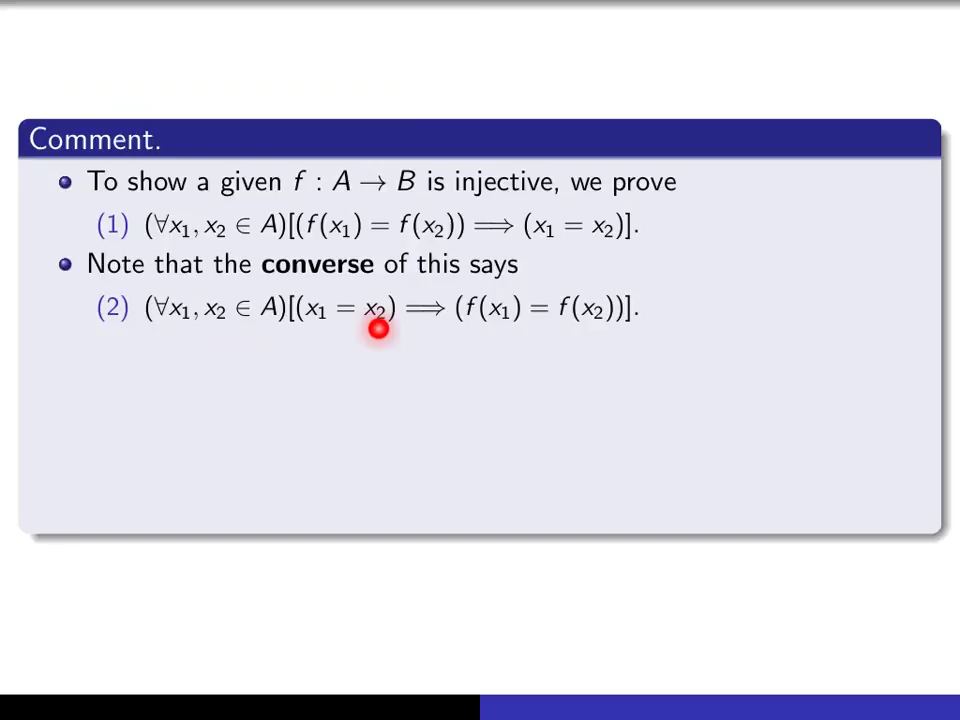 Comment.
To show a given f : A → B is injective, we prove
(1) (∀x₁, x₂ ∈ A)[(f(x₁) = f(x₂)) ⟹ (x₁ = x₂)].
Note that the converse of this says
(2) (∀x₁, x₂ ∈ A)[(x₁ = x₂) ⟹ (f(x₁) = f(x₂))].